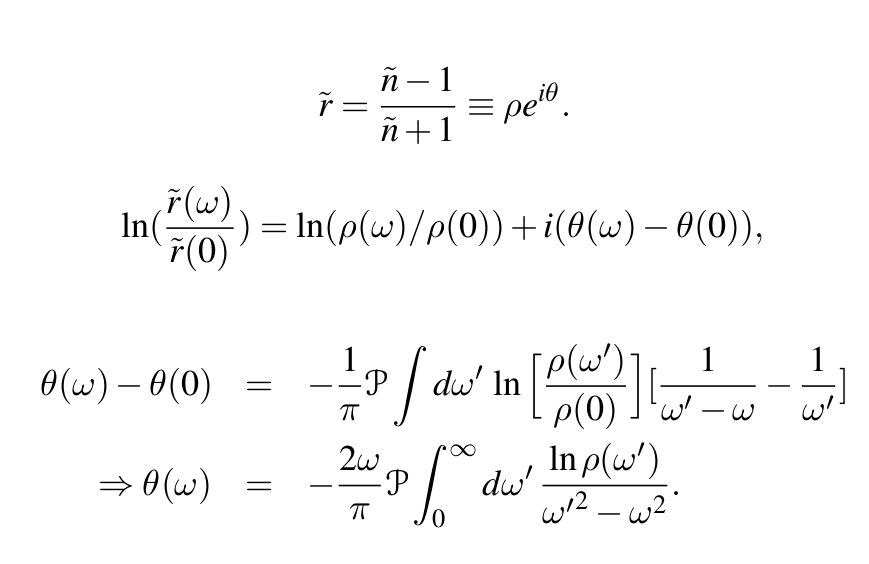 r̃ = (ñ − 1)/(ñ + 1) ≡ ρe^{iθ}.
ln(r̃(ω)/r̃(0)) = ln(ρ(ω)/ρ(0)) + i(θ(ω) − θ(0)),
θ(ω) − θ(0) = −(1/π) 𝒫 ∫ dω′ ln [ρ(ω′)/ρ(0)] [1/(ω′ − ω) − 1/ω′]
⇒ θ(ω) = −(2ω/π) 𝒫 ∫₀^∞ dω′ (ln ρ(ω′))/(ω′² − ω²).